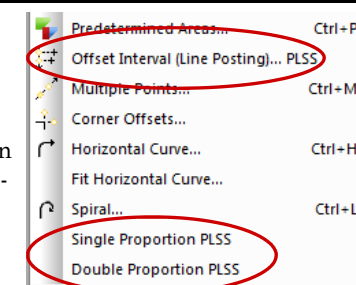 Predetermined Areas... Ctrl+P
Offset Interval (Line Posting)... PLSS
Multiple Points... Ctrl+M
Corner Offsets...
n Horizontal Curve... Ctrl+H
- Fit Horizontal Curve...
Spiral... Ctrl+L
Single Proportion PLSS
Double Proportion PLSS